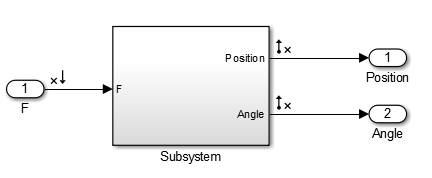 Position
1
Position
1
F
F
Angle
2
Angle
Subsystem